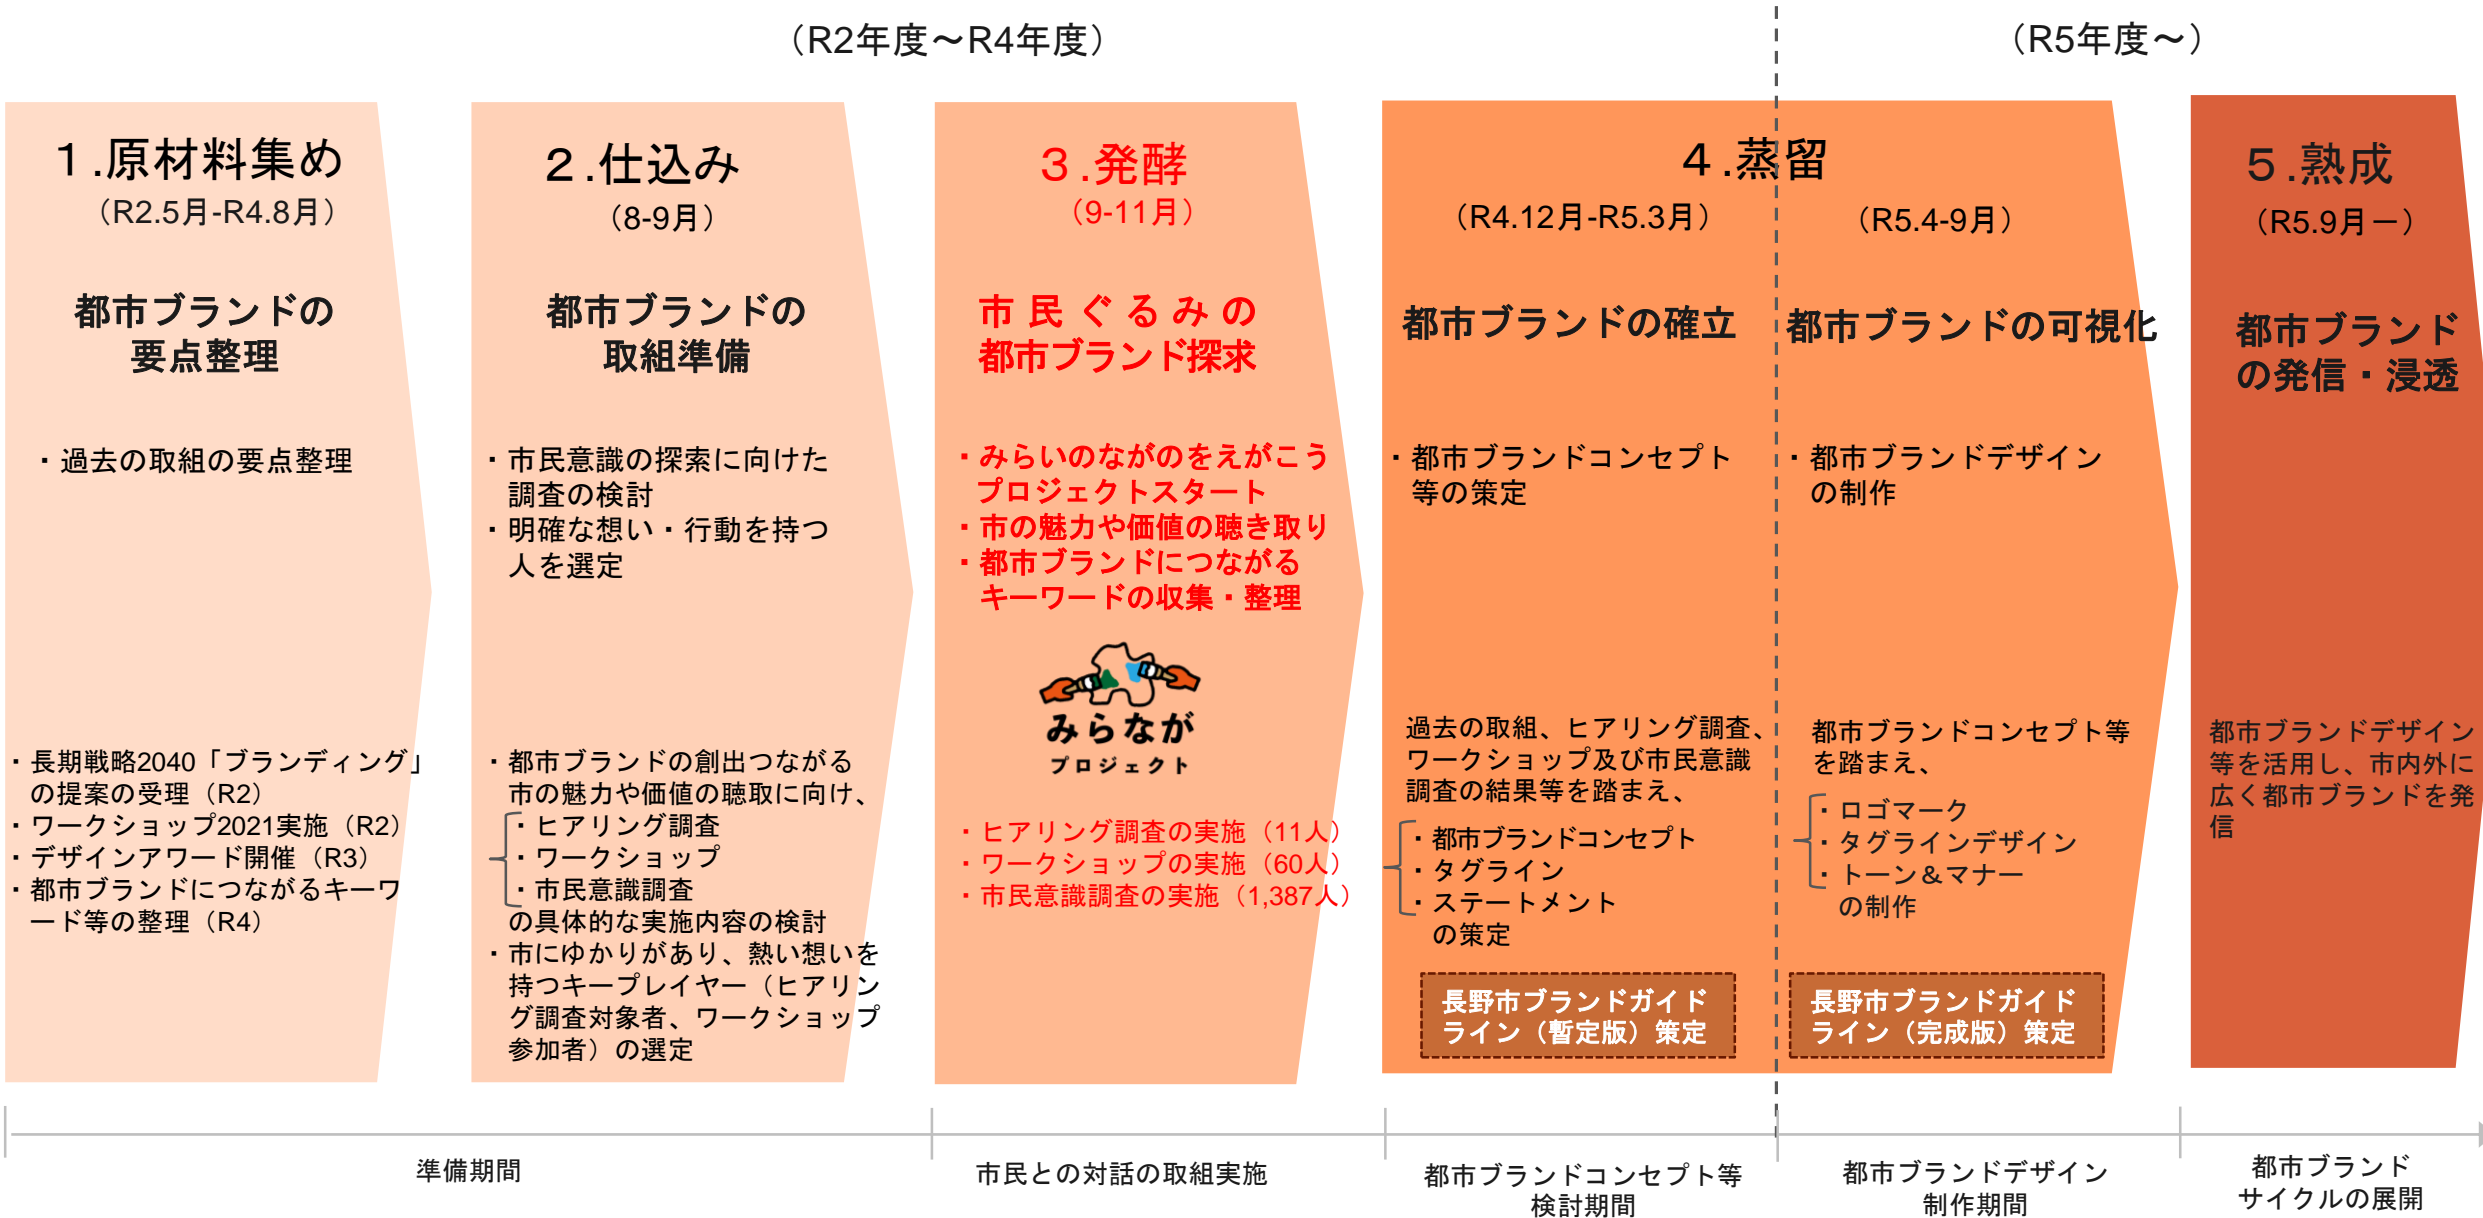 （R2年度～R4年度）
（R5年度～）
１.原材料集め
（R2.5月-R4.8月）
都市ブランドの
要点整理
・過去の取組の要点整理
・長期戦略2040「ブランディング」
の提案の受理（R2）
・ワークショップ2021実施（R2）
・デザインアワード開催（R3）
・都市ブランドにつながるキーワ
ード等の整理（R4）
２.仕込み
（8-9月）
都市ブランドの
取組準備
・市民意識の探索に向けた
調査の検討
・明確な想い・行動を持つ
人を選定
・都市ブランドの創出つながる
市の魅力や価値の聴取に向け、
・ヒアリング調査
・ワークショップ
・市民意識調査
の具体的な実施内容の検討
・市にゆかりがあり、熱い想いを
持つキープレイヤー（ヒアリン
グ調査対象者、ワークショップ
参加者）の選定
３.発酵
（9-11月）
市民ぐるみの
都市ブランド探求
・みらいのながのをえがこう
プロジェクトスタート
・市の魅力や価値の聴き取り
・都市ブランドにつながる
キーワードの収集・整理
みらなが
プロジェクト
・ヒアリング調査の実施（11人）
・ワークショップの実施（60人）
・市民意識調査の実施（1,387人）
４.蒸留
（R4.12月-R5.3月）
都市ブランドの確立
・都市ブランドコンセプト
等の策定
過去の取組、ヒアリング調査、
ワークショップ及び市民意識
調査の結果等を踏まえ、
・都市ブランドコンセプト
・タグライン
・ステートメント
の策定
長野市ブランドガイド
ライン（暫定版）策定
（R5.4-9月）
都市ブランドの可視化
・都市ブランドデザイン
の制作
都市ブランドコンセプト等
を踏まえ、
・ロゴマーク
・タグラインデザイン
・トーン＆マナー
の制作
長野市ブランドガイド
ライン（完成版）策定
５.熟成
（R5.9月－）
都市ブランド
の発信・浸透
都市ブランドデザイン
等を活用し、市内外に
広く都市ブランドを発
信
準備期間
市民との対話の取組実施
都市ブランドコンセプト等
検討期間
都市ブランドデザイン
制作期間
都市ブランド
サイクルの展開